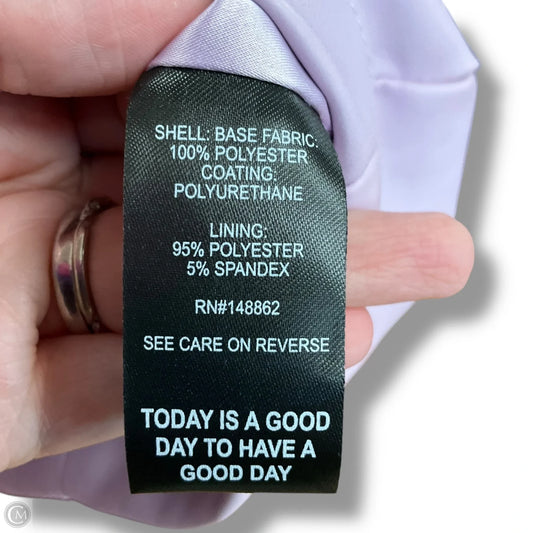 SHELL: BASE FABRIC:
100% POLYESTER
COATING:
POLYURETHANE
LINING:
95% POLYESTER
5% SPANDEX
RN#148862
SEE CARE ON REVERSE
TODAY IS A GOOD
DAY TO HAVE A
GOOD DAY